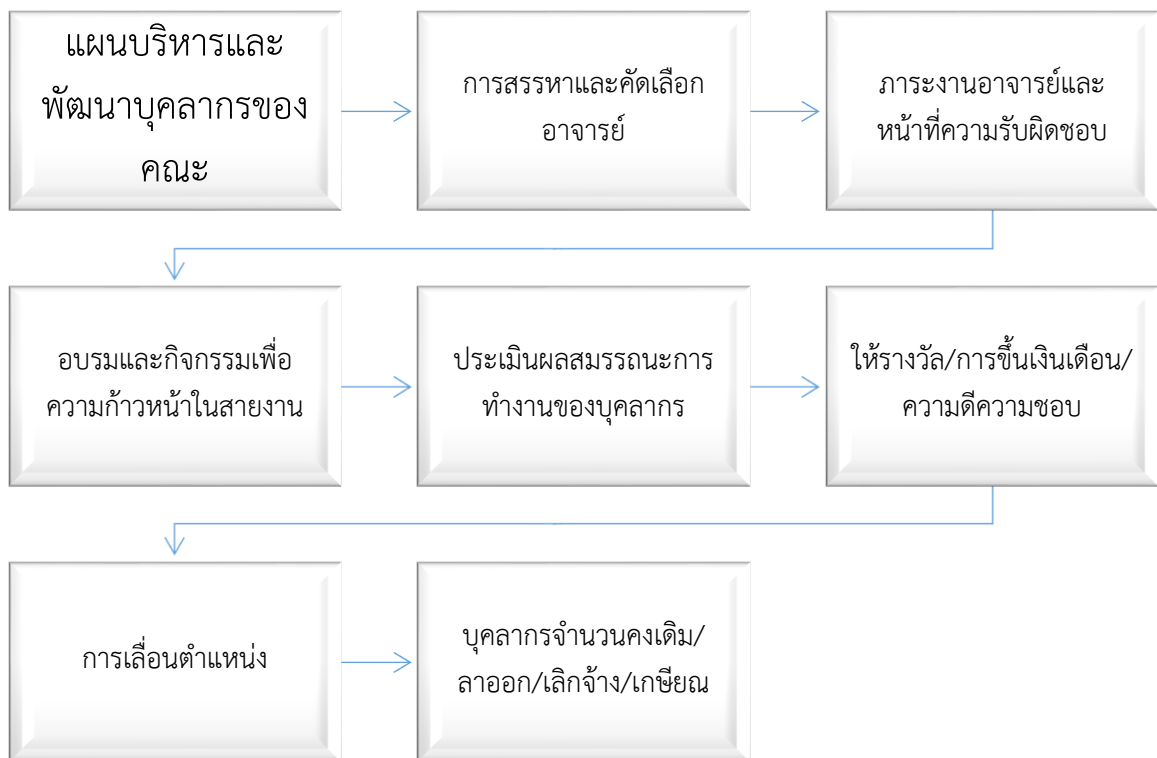 แผนบริหารและ
พัฒนาบุคลากรของ
คณะ
การสรรหาและคัดเลือก
อาจารย์
ภาระงานอาจารย์และ
หน้าที่ความรับผิดชอบ
อบรมและกิจกรรมเพื่อ
ความก้าวหน้าในสายงาน
ประเมินผลสมรรถนะการ
ทำงานของบุคลากร
ให้รางวัล/การขึ้นเงินเดือน/
ความดีความชอบ
การเลื่อนตำแหน่ง
บุคลากรจำนวนคงเดิม/
ลาออก/เลิกจ้าง/เกษียณ